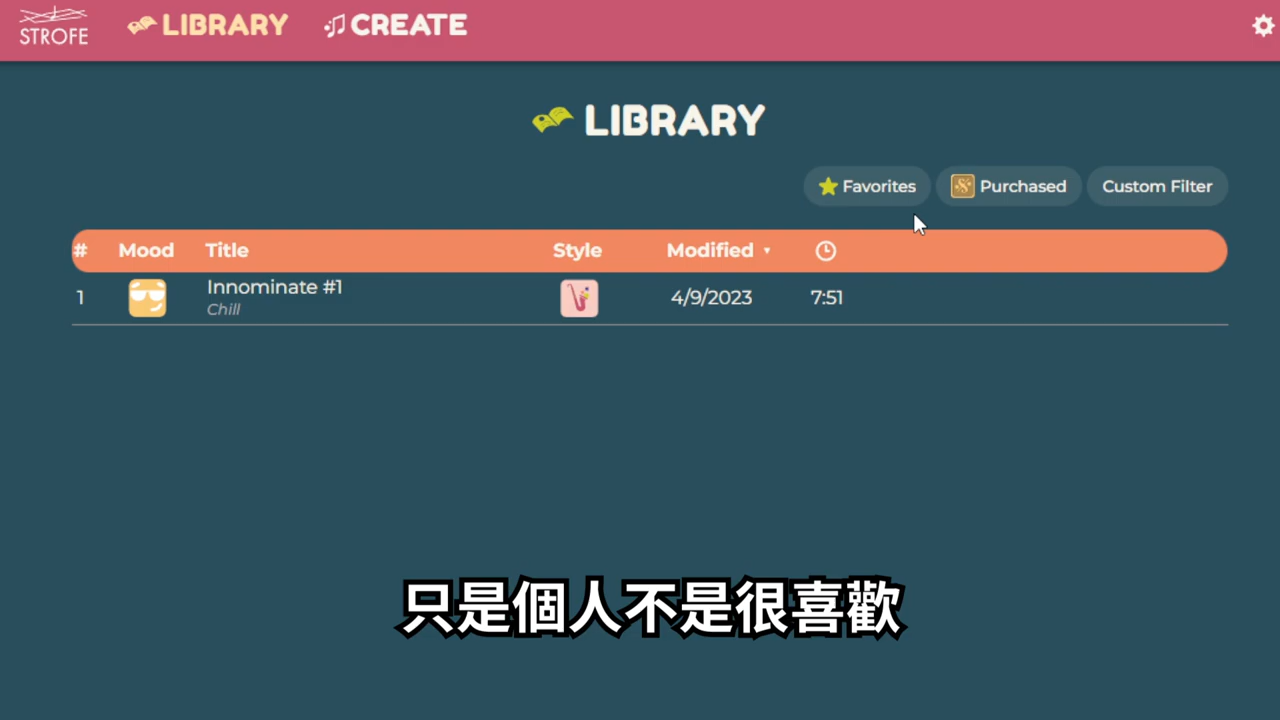 STROFE LIBRARY CREATE
LIBRARY
Favorites Purchased Custom Filter
# Mood Title Style Modified
1 Innominate #1 4/9/2023 7:51
Chill
只是個人不是很喜歡